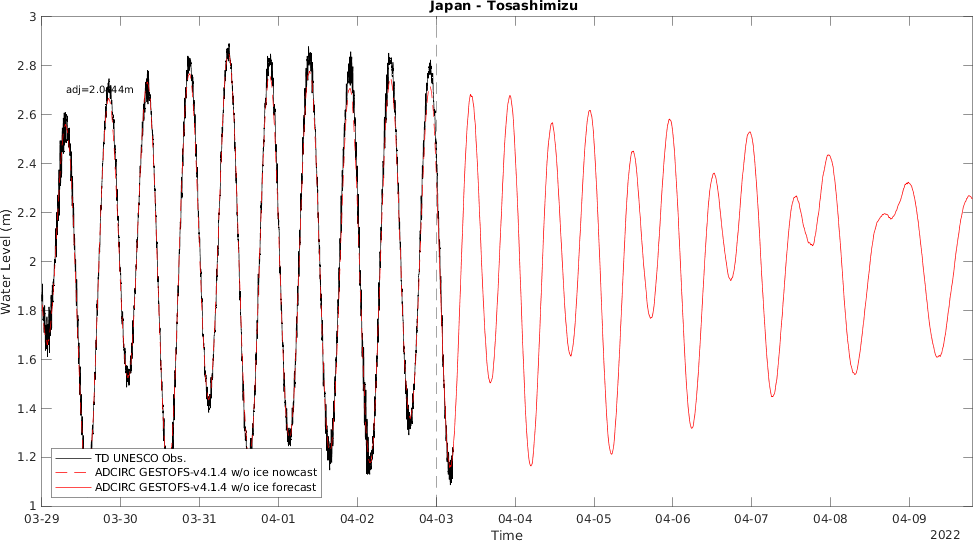 Japan - Tosashimizu
3
2.8
2.6
2.4
2.2
2
1.8
1.6
1.4
1.2
1
Water Level (m)
TD UNESCO Obs.
ADCIRC GESTOFS-v4.1.4 w/o ice nowcast
ADCIRC GESTOFS-v4.1.4 w/o ice forecast
03-29 03-30 03-31 04-01 04-02 04-03 04-04 04-05 04-06 04-07 04-08 04-09
Time
2022